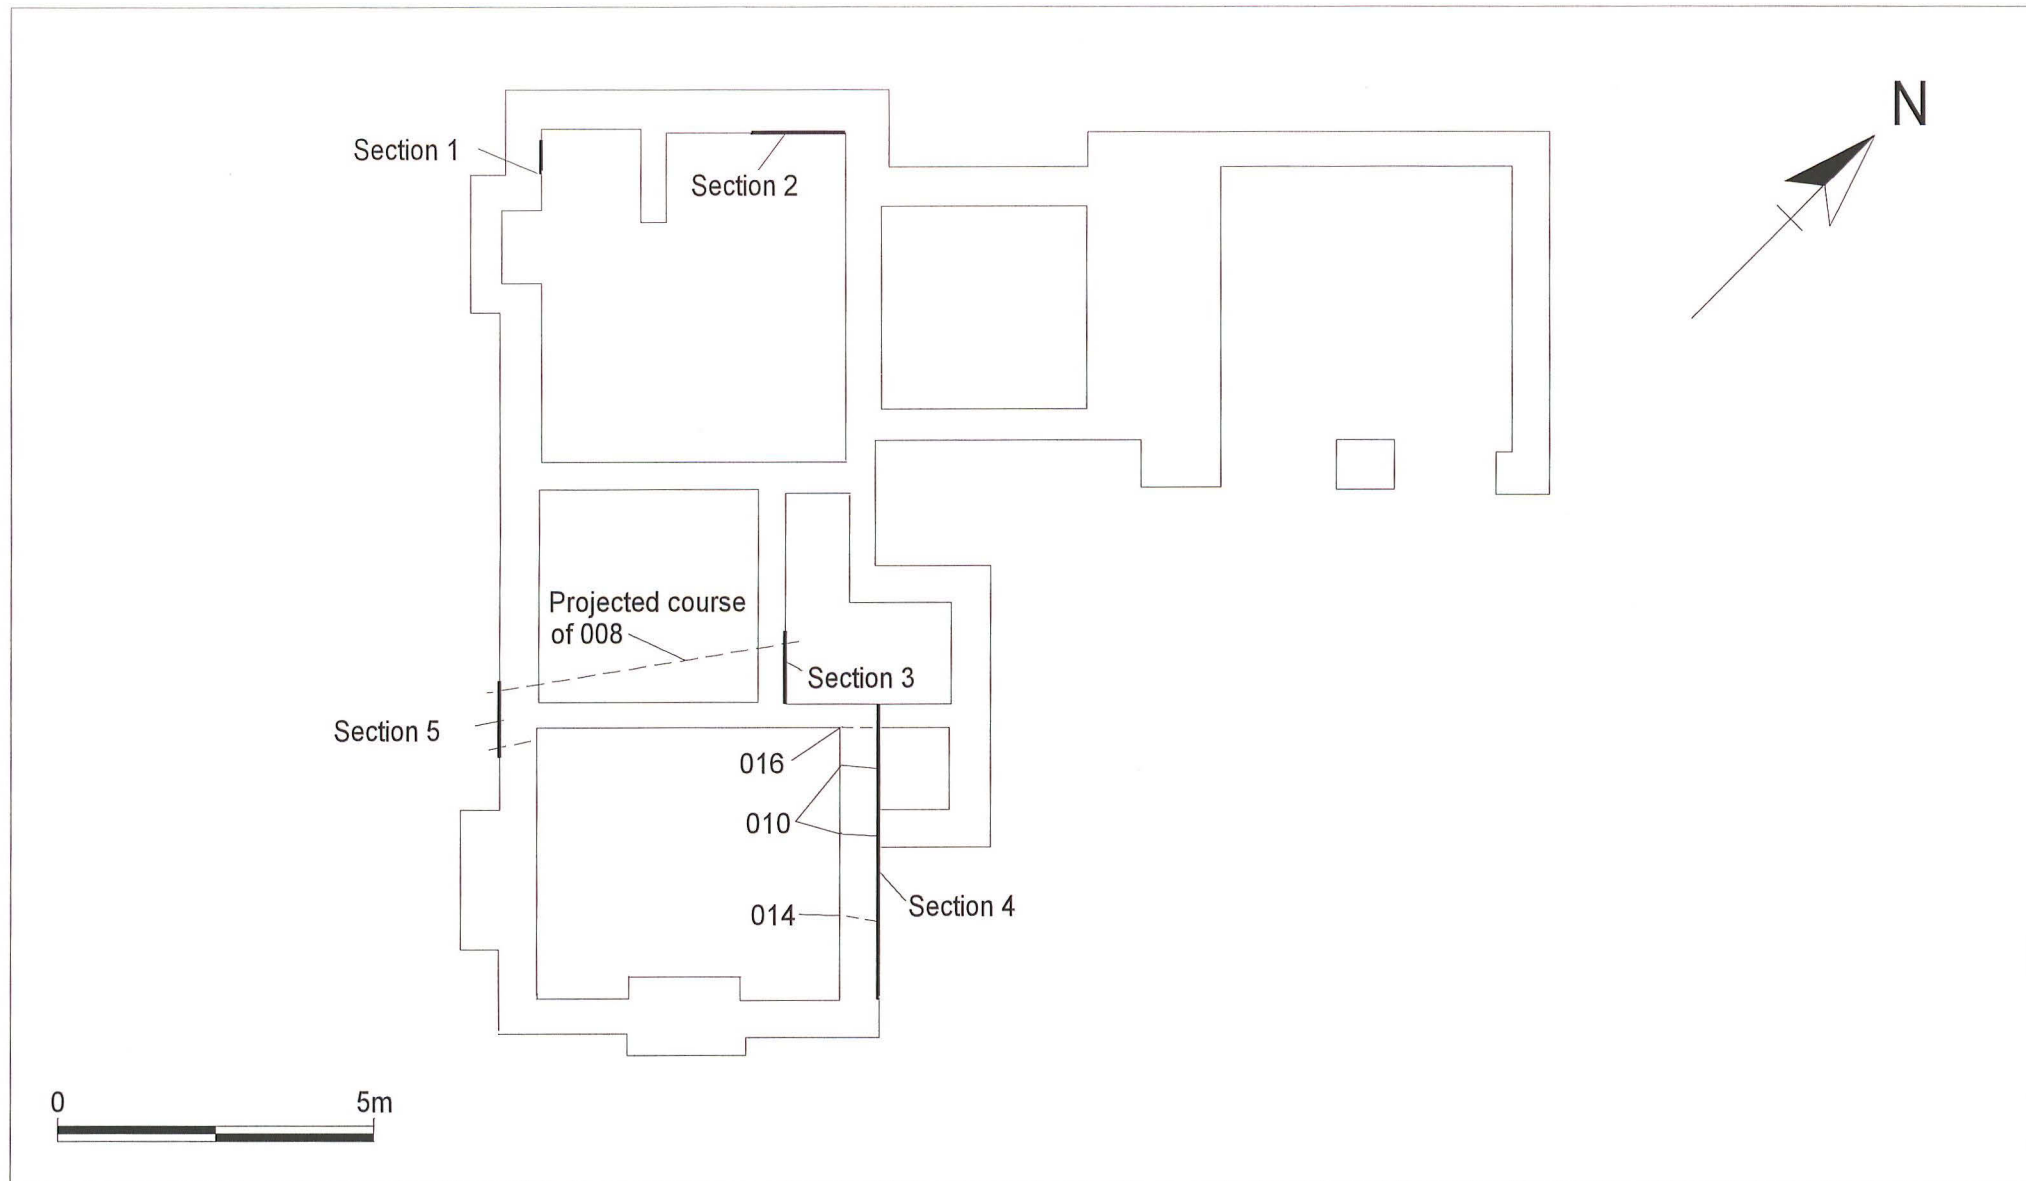 N
Section 1
Section 2
Projected course
of 008
Section 3
Section 5
016
010
014
Section 4
0
5m